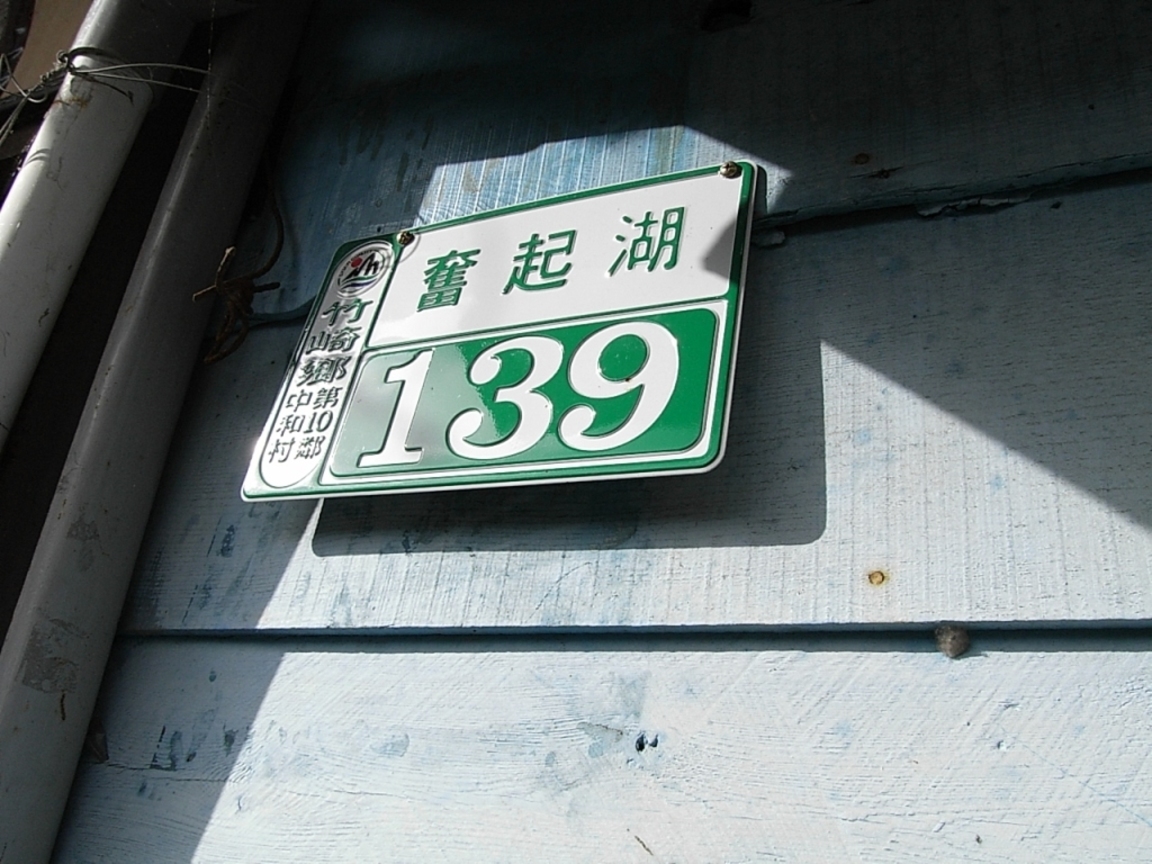 奮起湖
139
竹崎鄉
中和村
第10鄰